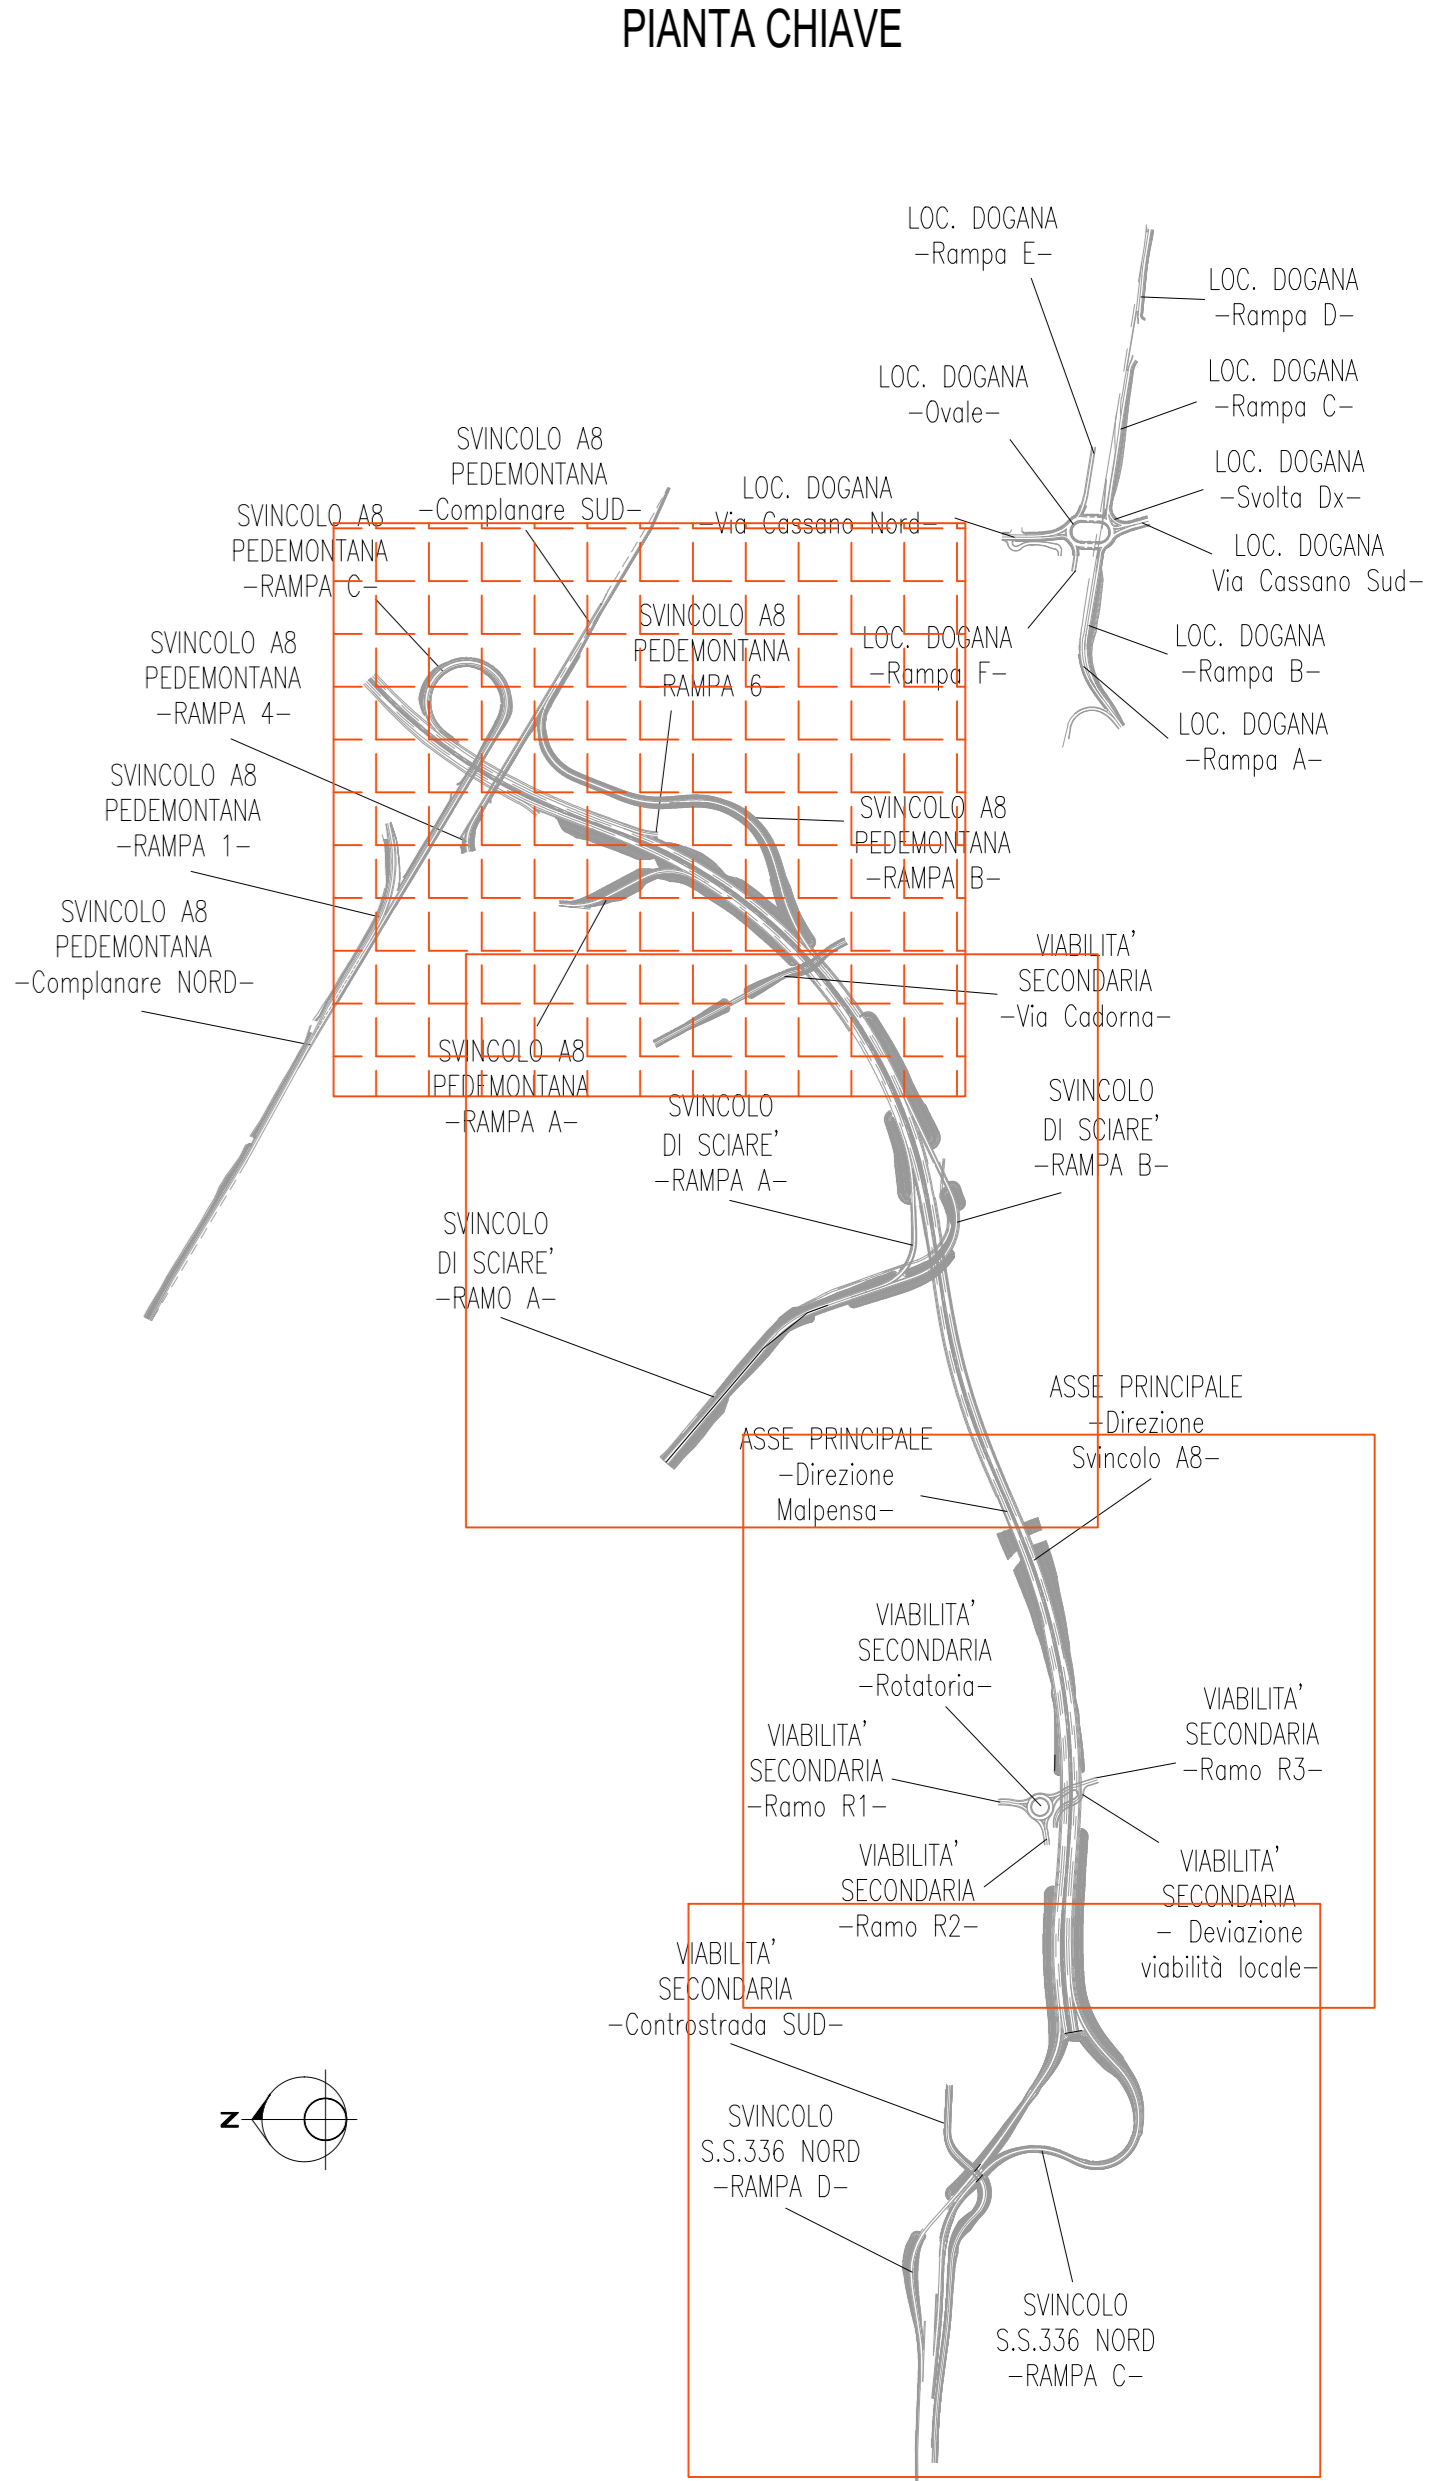 PIANTA CHIAVE
LOC. DOGANA
-Rampa E-
LOC. DOGANA
-Rampa D-
LOC. DOGANA
-Ovale-
LOC. DOGANA
-Rampa C-
SVINCOLO A8
PEDEMONTANA
-Complanare SUD-
LOC. DOGANA
-Svolta Dx-
LOC. DOGANA
-Via Cassano Nord-
SVINCOLO A8
PEDEMONTANA
-RAMPA C-
LOC. DOGANA
Via Cassano Sud-
SVINCOLO A8
PEDEMONTANA
-RAMPA 6-
LOC. DOGANA
-Rampa F-
LOC. DOGANA
-Rampa B-
SVINCOLO A8
PEDEMONTANA
-RAMPA 4-
LOC. DOGANA
-Rampa A-
SVINCOLO A8
PEDEMONTANA
-RAMPA 1-
SVINCOLO A8
PEDEMONTANA
-RAMPA B-
SVINCOLO A8
PEDEMONTANA
-Complanare NORD-
VIABILITA'
SECONDARIA
-Via Cadorna-
SVINCOLO A8
PEDEMONTANA
-RAMPA A-
SVINCOLO
DI SCIARE'
-RAMPA A-
SVINCOLO
DI SCIARE'
-RAMPA B-
SVINCOLO
DI SCIARE'
-RAMO A-
ASSE PRINCIPALE
-Direzione
Svincolo A8-
ASSE PRINCIPALE
-Direzione
Malpensa-
VIABILITA'
SECONDARIA
-Rotatoria-
VIABILITA'
SECONDARIA
-Ramo R3-
VIABILITA'
SECONDARIA
-Ramo R1-
VIABILITA'
SECONDARIA
-Ramo R2-
VIABILITA'
SECONDARIA
- Deviazione
viabilità locale-
VIABILITA'
SECONDARIA
-Controstrada SUD-
N
SVINCOLO
S.S.336 NORD
-RAMPA D-
SVINCOLO
S.S.336 NORD
-RAMPA C-